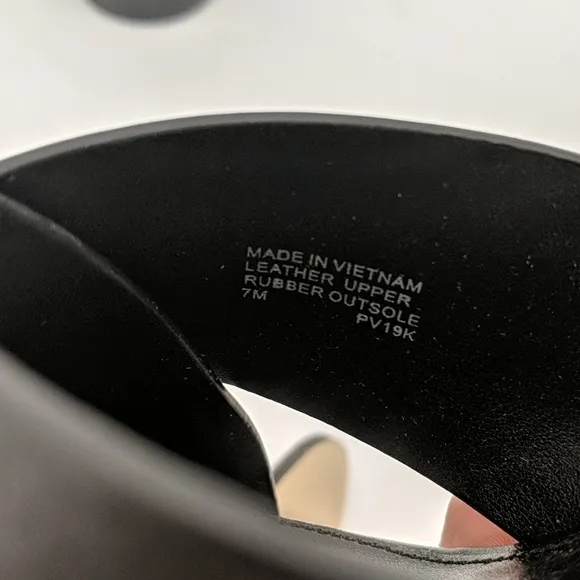 MADE IN VIETNAM
LEATHER UPPER
RUBBER OUTSOLE
7M PV19K